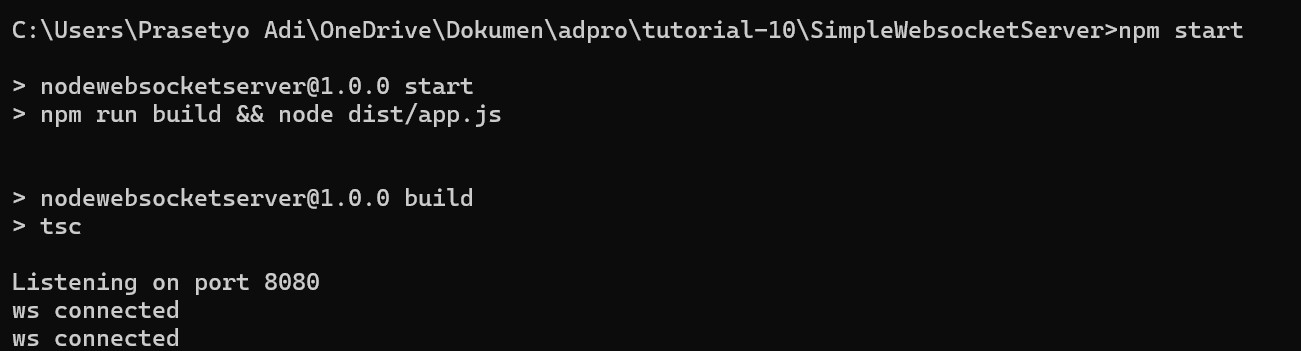 C:\Users\Prasetyo Adi\OneDrive\Dokumen\adpro\tutorial-10\SimpleWebsocketServer>npm start
> nodewebsocketserver@1.0.0 start
> npm run build && node dist/app.js
> nodewebsocketserver@1.0.0 build
> tsc
Listening on port 8080
ws connected
ws connected